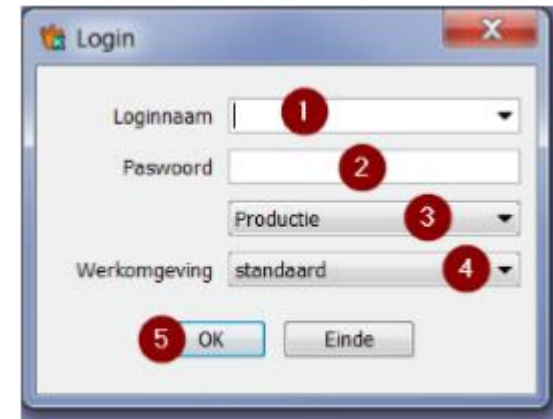 Login
Loginnaam 1
Paswoord 2
Productie 3
Werkomgeving standaard 4
5 OK Einde